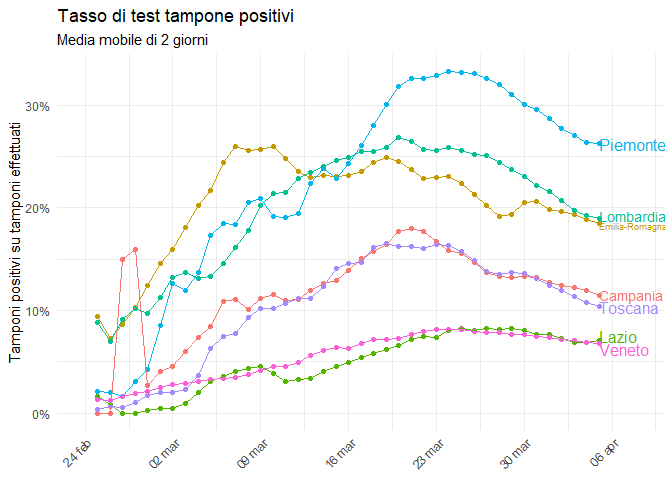 Tasso di test tampone positivi
Media mobile di 2 giorni
Tamponi positivi su tamponi effettuati
30%
20%
10%
0%
Piemonte
Lombardia
Emilia-Romagna
Campania
Toscana
Lazio
Veneto
24 feb
02 mar
09 mar
16 mar
23 mar
30 mar
06 apr